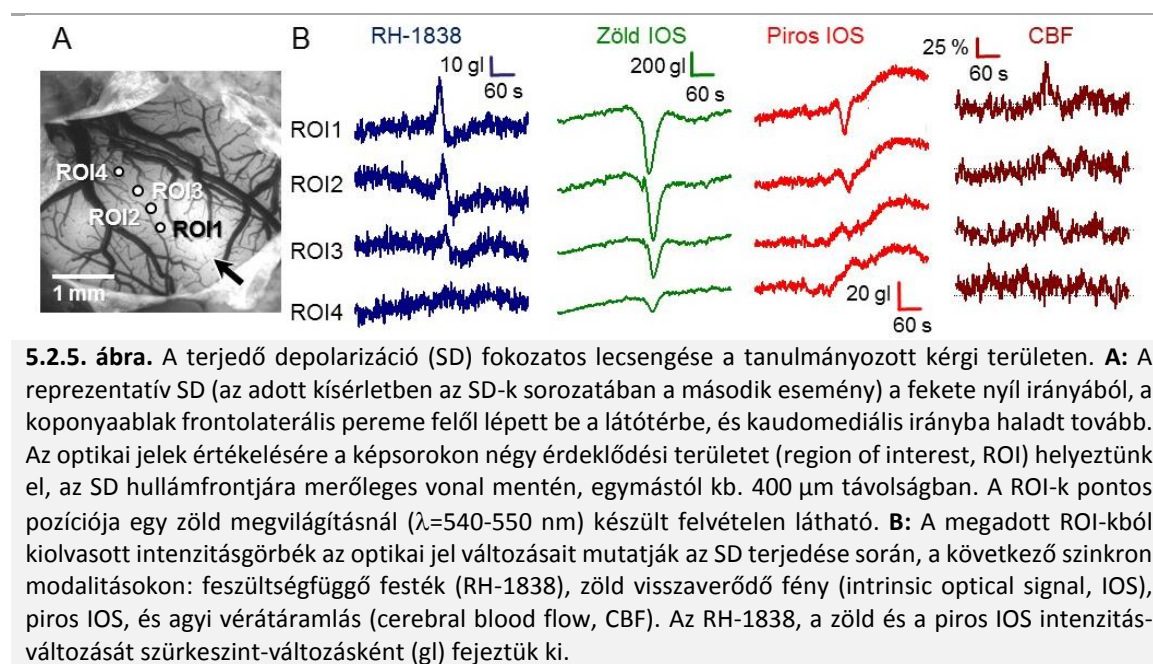 A
B
RH-1838
Zöld IOS
Piros IOS
CBF
10 gl
60 s
200 gl
60 s
25 %
60 s
ROI1
ROI2
ROI3
ROI4
ROI4
ROI3
ROI2
ROI1
1 mm
20 gl
60 s
5.2.5. ábra. A terjedő depolarizáció (SD) fokozatos lecsengése a tanulmányozott kérgi területen. A: A
reprezentatív SD (az adott kísérletben az SD-k sorozatában a második esemény) a fekete nyíl irányából, a
koponyaablak frontolaterális pereme felől lépett be a látótérbe, és kaudomediális irányba haladt tovább.
Az optikai jelek értékelésére a képsorokon négy érdeklődési területet (region of interest, ROI) helyeztünk
el, az SD hullámfrontjára merőleges vonal mentén, egymástól kb. 400 µm távolságban. A ROI-k pontos
pozíciója egy zöld megvilágításnál (λ=540-550 nm) készült felvételen látható. B: A megadott ROI-kból
kiolvasott intenzitásgörbék az optikai jel változásait mutatják az SD terjedése során, a következő szinkron
modalitásokon: feszültségfüggő festék (RH-1838), zöld visszaverődő fény (intrinsic optical signal, IOS),
piros IOS, és agyi vérátáramlás (cerebral blood flow, CBF). Az RH-1838, a zöld és a piros IOS intenzitás-
változását szürkeszint-változásként (gl) fejeztük ki.